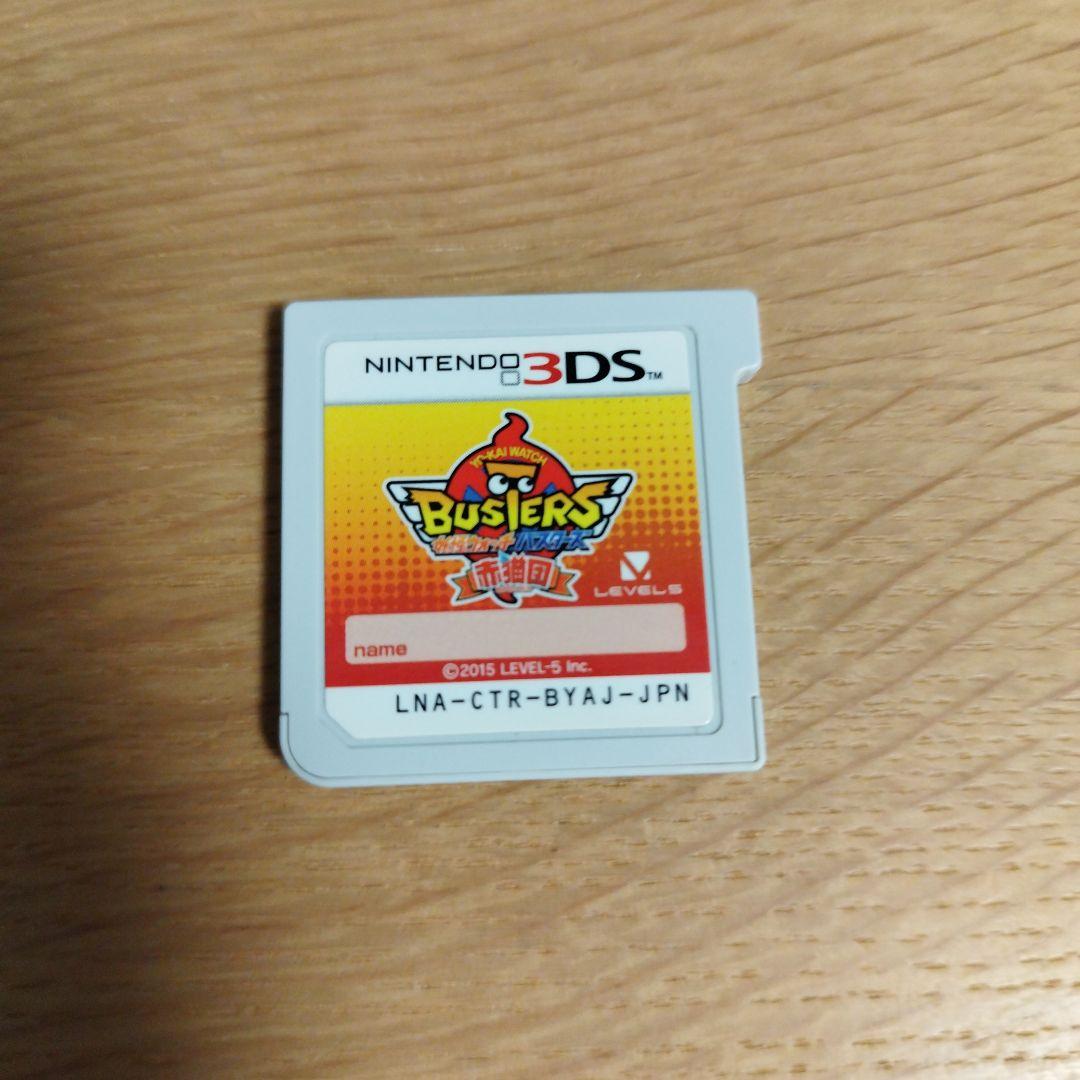 NINTENDO 3DS™
YO-KAI WATCH
BUSTERS
妖怪ウォッチバスターズ
赤猫団
LEVEL5
name
©2015 LEVEL-5 Inc.
LNA-CTR-BYAJ-JPN